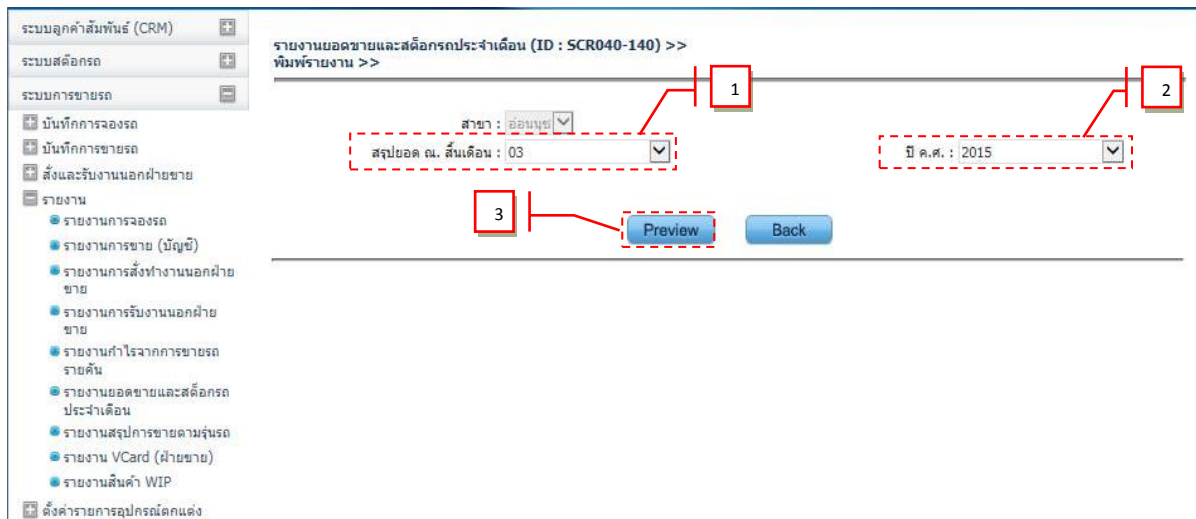 ระบบลูกค้าสัมพันธ์ (CRM)
ระบบสต๊อกรถ
ระบบการขายรถ
บันทึกการจองรถ
บันทึกการขายรถ
สั่งและรับงานนอกฝ่ายขาย
รายงาน
รายงานการจองรถ
รายงานการขาย (บัญชี)
รายงานการสั่งทำงานนอกฝ่าย
ขาย
รายงานการรับงานนอกฝ่าย
ขาย
รายงานกำไรจากการขายรถ
รายคัน
รายงานยอดขายและสต็อกรถ
ประจำเดือน
รายงานสรุปการขายตามรุ่นรถ
รายงาน VCard (ฝ่ายขาย)
รายงานสินค้า WIP
ตั้งค่ารายการอุปกรณ์ตกแต่ง
รายงานยอดขายและสต็อกรถประจำเดือน (ID : SCR040-140) >>
พิมพ์รายงาน >>
1
2
สาขา : อ่อนนุช
สรุปยอด ณ. สิ้นเดือน : 03
ปี ค.ศ. : 2015
3
Preview
Back